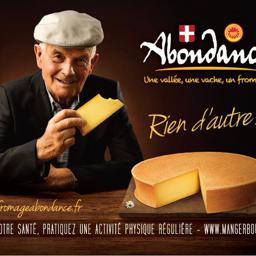 Abondanc
Une vallée, une vache, un from
Rien d'autre
fromageabondance.fr
OTRE SANTÉ, PRATIQUEZ UNE ACTIVITÉ PHYSIQUE RÉGULIÈRE - WWW.MANGERBOU